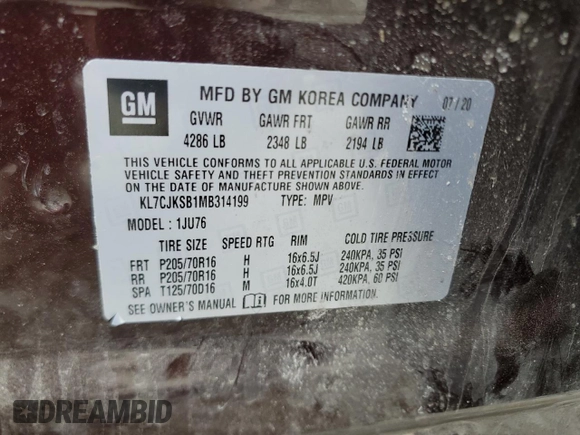 GM
MFD BY GM KOREA COMPANY 07/20
GVWR GAWR FRT GAWR RR
4286 LB 2348 LB 2194 LB
THIS VEHICLE CONFORMS TO ALL APPLICABLE U.S. FEDERAL MOTOR
VEHICLE SAFETY AND THEFT PREVENTION STANDARDS IN EFFECT
ON THE DATE OF MANUFACTURE SHOWN ABOVE.
KL7CJKSB1MB314199 TYPE: MPV
MODEL: 1JU76
TIRE SIZE SPEED RTG RIM COLD TIRE PRESSURE
FRT P205/70R16 H 16x6.5J 240KPA, 35 PSI
RR P205/70R16 H 16x6.5J 240KPA, 35 PSI
SPA T125/70D16 M 16x4.0T 420KPA, 60 PSI
SEE OWNER'S MANUAL FOR MORE INFORMATION.
DREAMBID